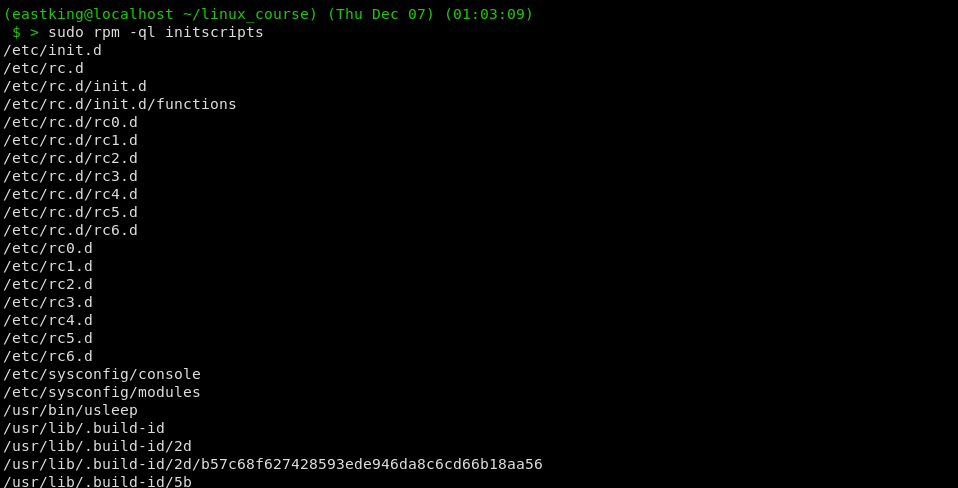 (eastking@localhost ~/linux_course) (Thu Dec 07) (01:03:09)
$ > sudo rpm -ql initscripts
/etc/init.d
/etc/rc.d
/etc/rc.d/init.d
/etc/rc.d/init.d/functions
/etc/rc.d/rc0.d
/etc/rc.d/rc1.d
/etc/rc.d/rc2.d
/etc/rc.d/rc3.d
/etc/rc.d/rc4.d
/etc/rc.d/rc5.d
/etc/rc.d/rc6.d
/etc/rc0.d
/etc/rc1.d
/etc/rc2.d
/etc/rc3.d
/etc/rc4.d
/etc/rc5.d
/etc/rc6.d
/etc/sysconfig/console
/etc/sysconfig/modules
/usr/bin/usleep
/usr/lib/.build-id
/usr/lib/.build-id/2d
/usr/lib/.build-id/2d/b57c68f627428593ede946da8c6cd66b18aa56
/usr/lib/.build-id/5b